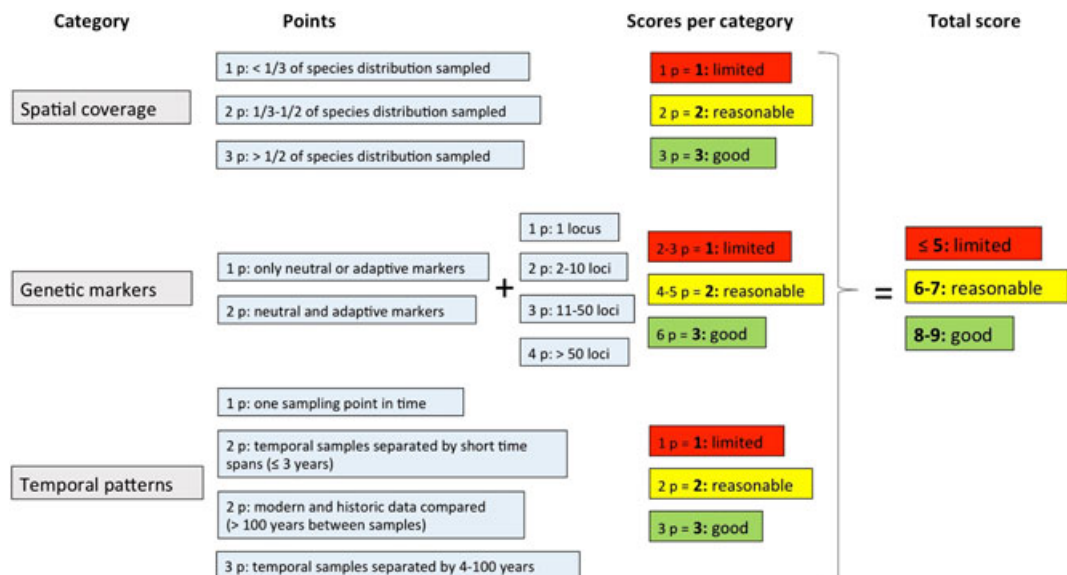 Category Points Scores per category Total score
1 p: < 1/3 of species distribution sampled
Spatial coverage
2 p: 1/3-1/2 of species distribution sampled
3 p: > 1/2 of species distribution sampled
1 p = 1: limited
2 p = 2: reasonable
3 p = 3: good
Genetic markers
1 p: only neutral or adaptive markers
2 p: neutral and adaptive markers
+
1 p: 1 locus
2 p: 2-10 loci
3 p: 11-50 loci
4 p: > 50 loci
2-3 p = 1: limited
4-5 p = 2: reasonable
6 p = 3: good
=
≤ 5: limited
6-7: reasonable
8-9: good
Temporal patterns
1 p: one sampling point in time
2 p: temporal samples separated by short time
spans (≤ 3 years)
2 p: modern and historic data compared
(> 100 years between samples)
3 p: temporal samples separated by 4-100 years
1 p = 1: limited
2 p = 2: reasonable
3 p = 3: good